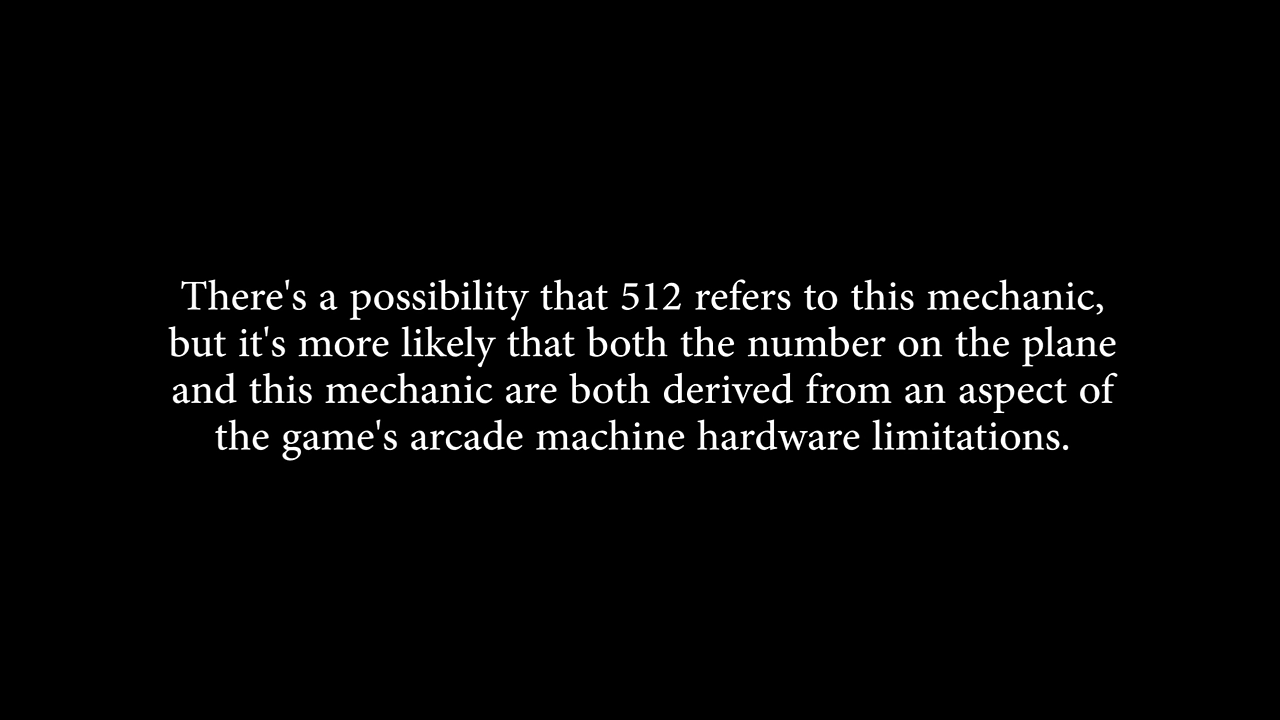 There's a possibility that 512 refers to this mechanic,
but it's more likely that both the number on the plane
and this mechanic are both derived from an aspect of
the game's arcade machine hardware limitations.